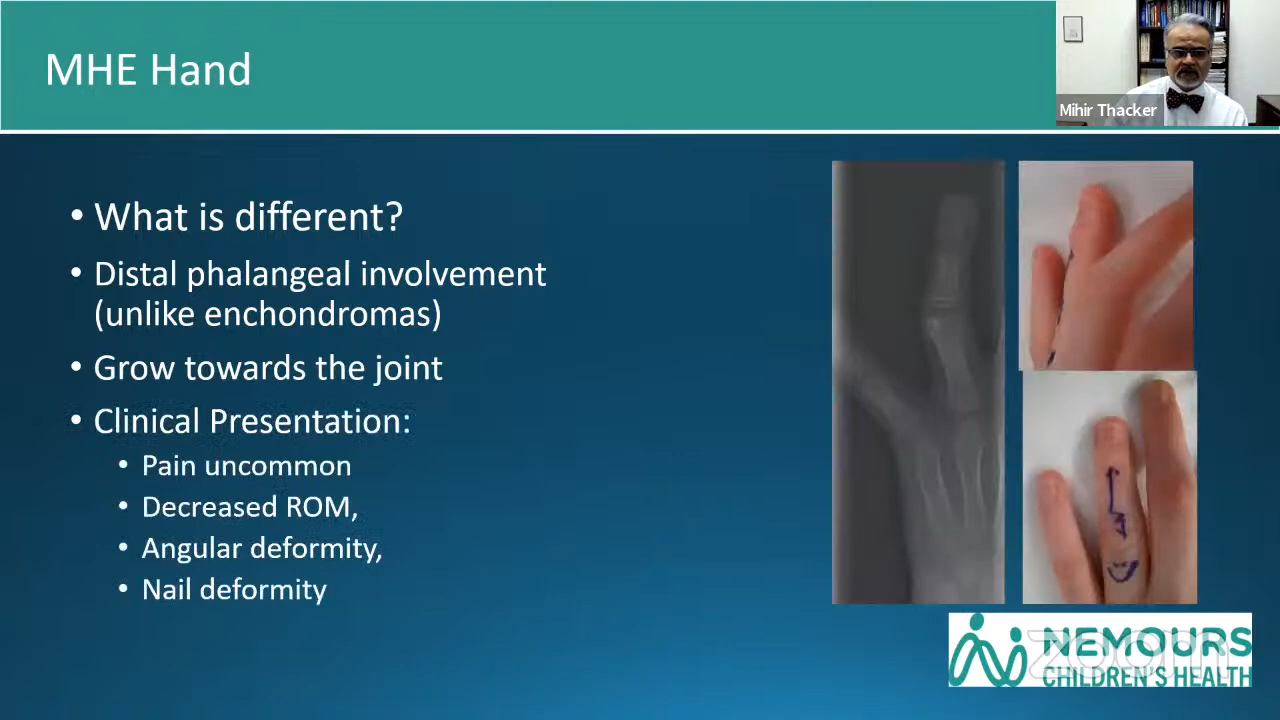 MHE Hand
Mihir Thacker
• What is different?
• Distal phalangeal involvement
(unlike enchondromas)
• Grow towards the joint
• Clinical Presentation:
• Pain uncommon
• Decreased ROM,
• Angular deformity,
• Nail deformity
NEMOURS
zoom
CHILDREN'S HEALTH